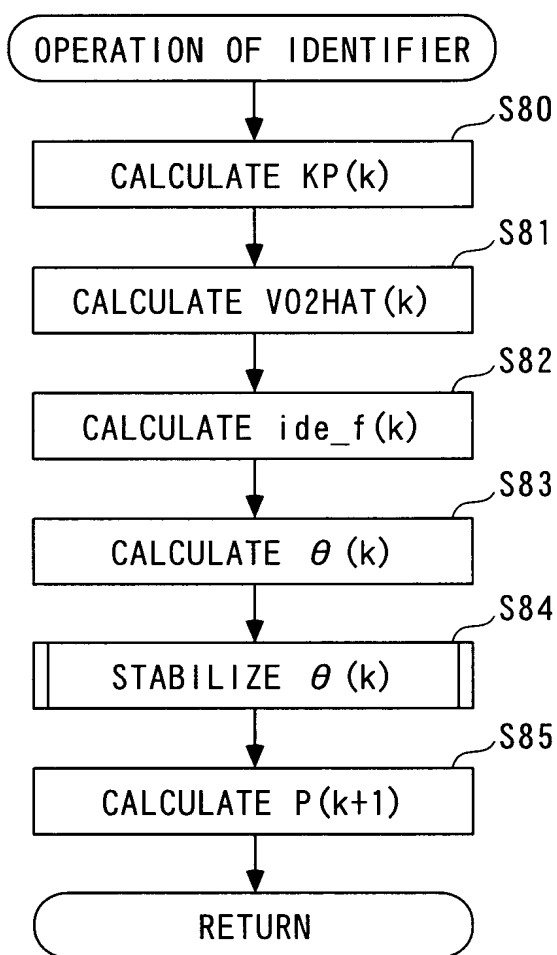 OPERATION OF IDENTIFIER
S80
CALCULATE KP(k)
S81
CALCULATE VO2HAT(k)
S82
CALCULATE ide_f(k)
S83
CALCULATE θ(k)
S84
STABILIZE θ(k)
S85
CALCULATE P(k+1)
RETURN